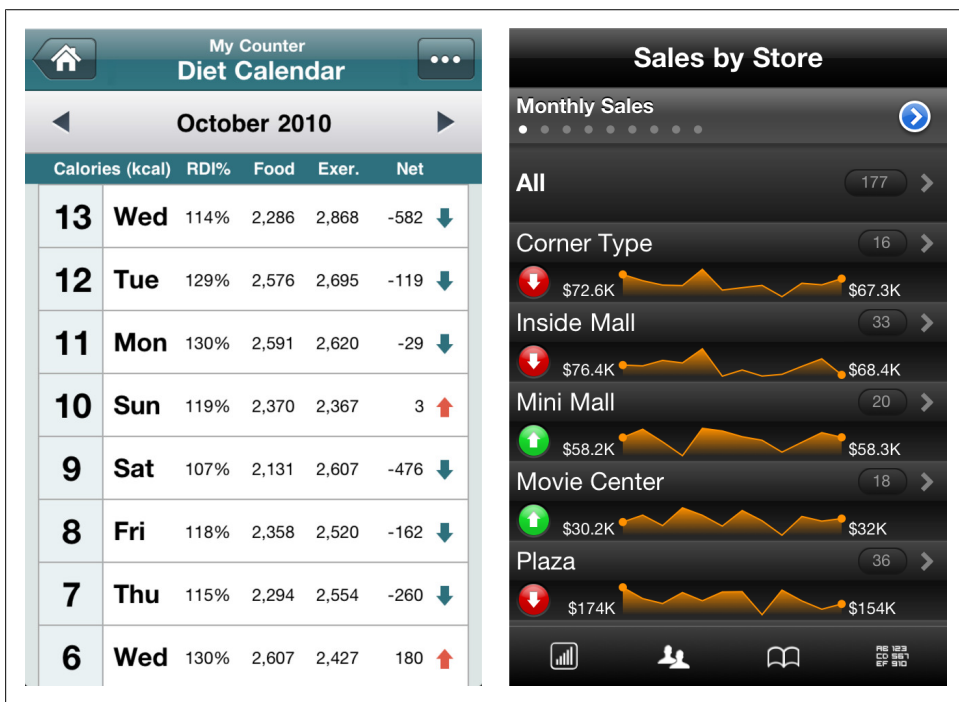 My Counter
Diet Calendar
October 2010
Calories (kcal) RDI% Food Exer. Net
13 Wed 114% 2,286 2,868 -582
12 Tue 129% 2,576 2,695 -119
11 Mon 130% 2,591 2,620 -29
10 Sun 119% 2,370 2,367 3
9 Sat 107% 2,131 2,607 -476
8 Fri 118% 2,358 2,520 -162
7 Thu 115% 2,294 2,554 -260
6 Wed 130% 2,607 2,427 180
Sales by Store
Monthly Sales
All 177
Corner Type 16
$72.6K $67.3K
Inside Mall 33
$76.4K $68.4K
Mini Mall 20
$58.2K $58.3K
Movie Center 18
$30.2K $32K
Plaza 36
$174K $154K
AB 123
CD 567
EF 910